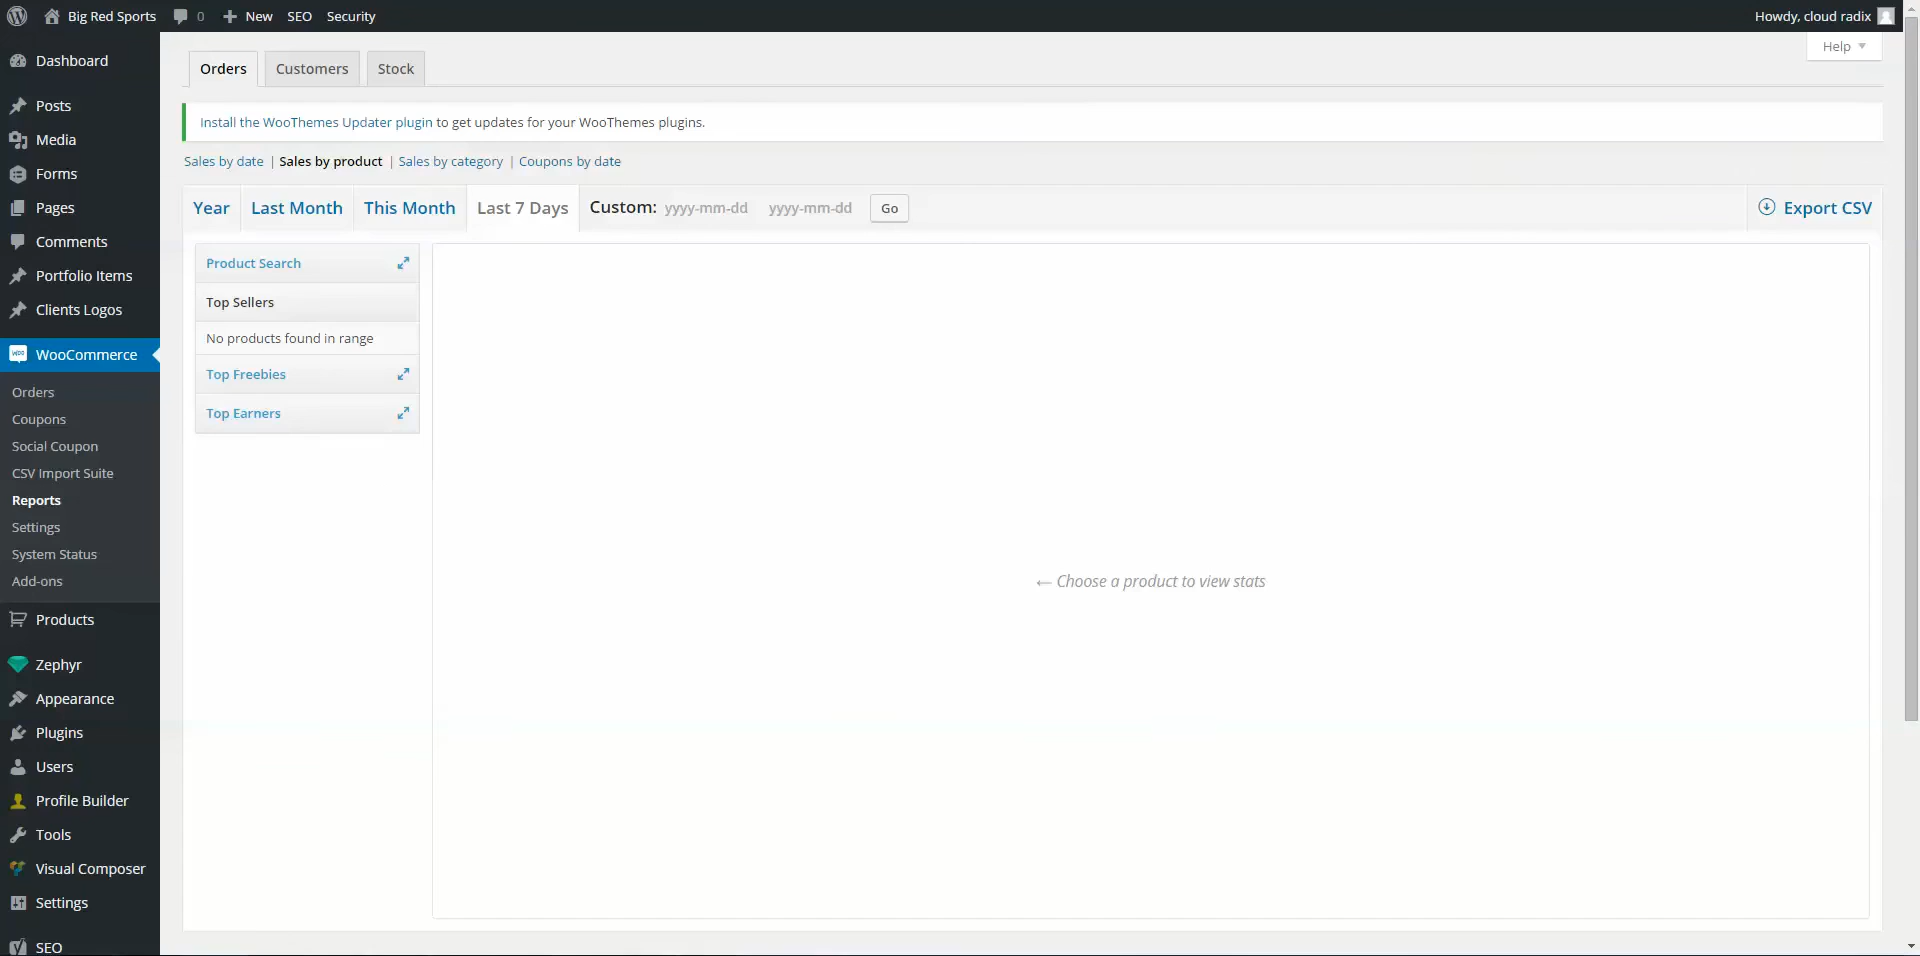 Big Red Sports 0 New SEO Security Howdy, cloud radix
Help
Dashboard
Posts
Media
Forms
Pages
Comments
Portfolio Items
Clients Logos
WooCommerce
Orders
Coupons
Social Coupon
CSV Import Suite
Reports
Settings
System Status
Add-ons
Products
Zephyr
Appearance
Plugins
Users
Profile Builder
Tools
Visual Composer
Settings
SEO
Orders Customers Stock
Install the WooThemes Updater plugin to get updates for your WooThemes plugins.
Sales by date | Sales by product | Sales by category | Coupons by date
Year Last Month This Month Last 7 Days Custom: yyyy-mm-dd yyyy-mm-dd Go Export CSV
Product Search
Top Sellers
No products found in range
Top Freebies
Top Earners
← Choose a product to view stats